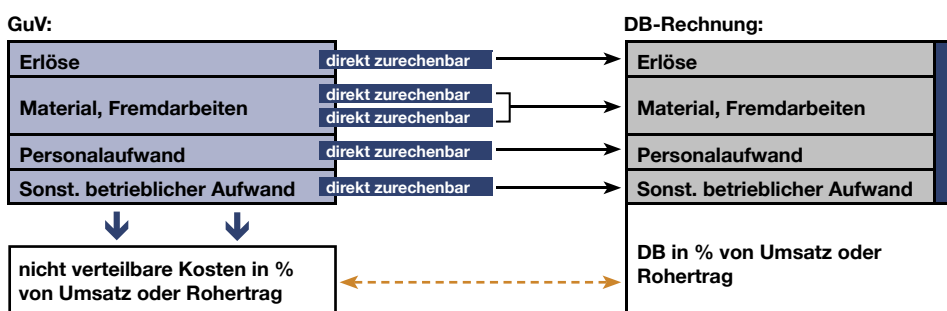 GuV:
DB-Rechnung:
Erlöse
direkt zurechenbar
Erlöse
Material, Fremdarbeiten
direkt zurechenbar
direkt zurechenbar
Material, Fremdarbeiten
Personalaufwand
direkt zurechenbar
Personalaufwand
Sonst. betrieblicher Aufwand
direkt zurechenbar
Sonst. betrieblicher Aufwand
nicht verteilbare Kosten in %
von Umsatz oder Rohertrag
DB in % von Umsatz oder
Rohertrag